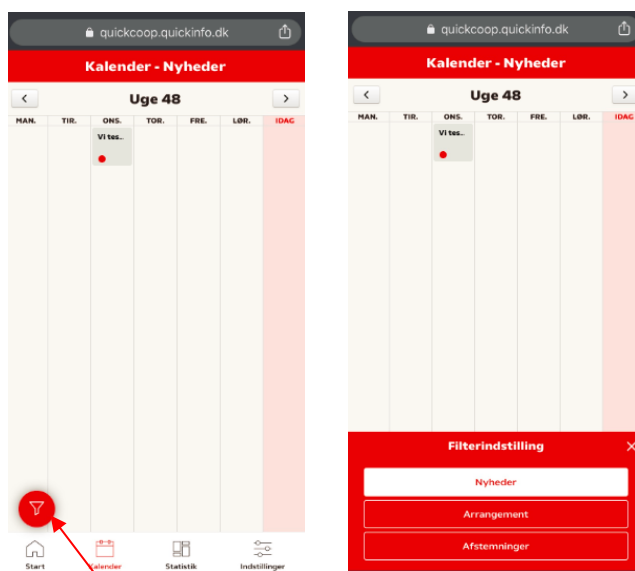 quickcoop.quickinfo.dk
Kalender - Nyheder
Uge 48
MAN. TIR. ONS. TOR. FRE. LØR. IDAG
Vi tes..
Start Kalender Statistik Indstillinger
quickcoop.quickinfo.dk
Kalender - Nyheder
Uge 48
MAN. TIR. ONS. TOR. FRE. LØR. IDAG
Vi tes..
Filterindstilling
Nyheder
Arrangement
Afstemninger